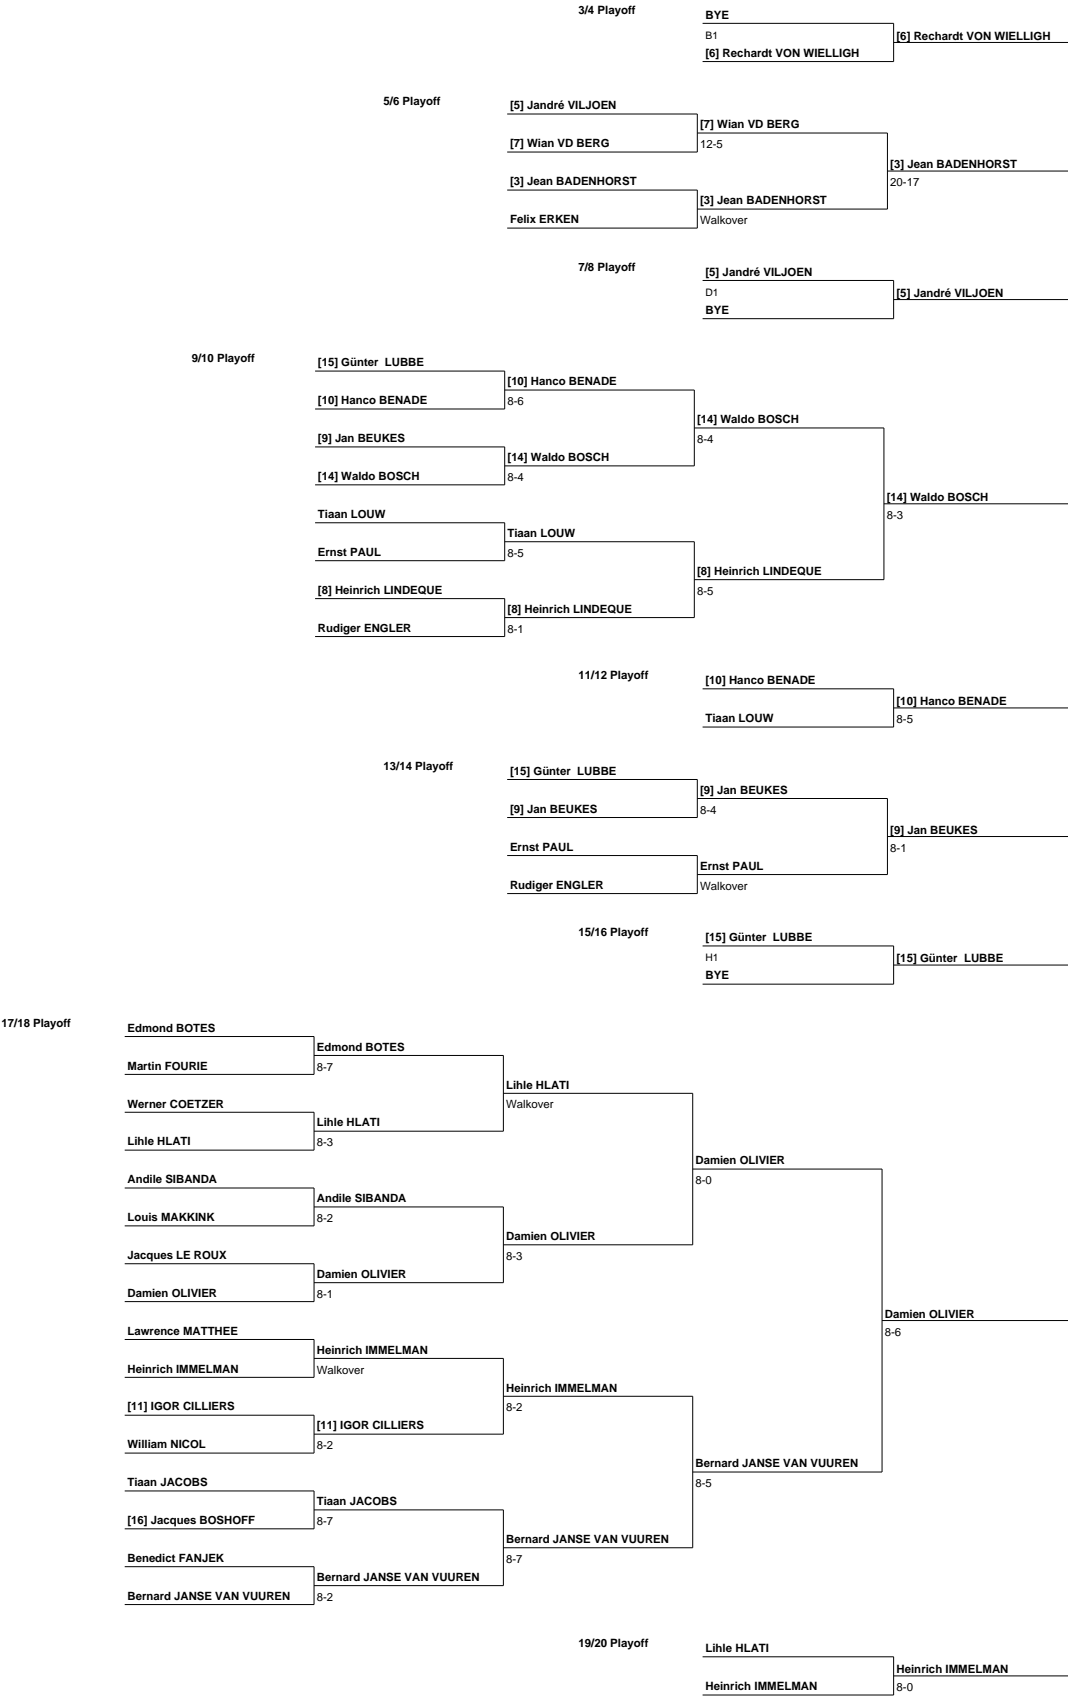 3/4 Playoff
BYE
B1
[6] Rechardt VON WIELLIGH
[6] Rechardt VON WIELLIGH
5/6 Playoff
[5] Jandré VILJOEN
[7] Wian VD BERG
[7] Wian VD BERG
12-5
[3] Jean BADENHORST
20-17
[3] Jean BADENHORST
[3] Jean BADENHORST
Felix ERKEN
Walkover
7/8 Playoff
[5] Jandré VILJOEN
D1
[5] Jandré VILJOEN
BYE
9/10 Playoff
[15] Günter  LUBBE
[10] Hanco BENADE
[10] Hanco BENADE
8-6
[14] Waldo BOSCH
8-4
[9] Jan BEUKES
[14] Waldo BOSCH
[14] Waldo BOSCH
8-4
[14] Waldo BOSCH
8-3
Tiaan LOUW
Tiaan LOUW
Ernst PAUL
8-5
[8] Heinrich LINDEQUE
8-5
[8] Heinrich LINDEQUE
[8] Heinrich LINDEQUE
Rudiger ENGLER
8-1
11/12 Playoff
[10] Hanco BENADE
[10] Hanco BENADE
Tiaan LOUW
8-5
13/14 Playoff
[15] Günter  LUBBE
[9] Jan BEUKES
[9] Jan BEUKES
8-4
[9] Jan BEUKES
8-1
Ernst PAUL
Ernst PAUL
Rudiger ENGLER
Walkover
15/16 Playoff
[15] Günter  LUBBE
H1
[15] Günter  LUBBE
BYE
17/18 Playoff
Edmond BOTES
Edmond BOTES
Martin FOURIE
8-7
Lihle HLATI
Walkover
Werner COETZER
Lihle HLATI
Lihle HLATI
8-3
Damien OLIVIER
8-0
Andile SIBANDA
Andile SIBANDA
Louis MAKKINK
8-2
Damien OLIVIER
8-3
Jacques LE ROUX
Damien OLIVIER
Damien OLIVIER
8-1
Damien OLIVIER
8-6
Lawrence MATTHEE
Heinrich IMMELMAN
Heinrich IMMELMAN
Walkover
Heinrich IMMELMAN
8-2
[11] IGOR CILLIERS
[11] IGOR CILLIERS
William NICOL
8-2
Bernard JANSE VAN VUUREN
8-5
Tiaan JACOBS
Tiaan JACOBS
[16] Jacques BOSHOFF
8-7
Bernard JANSE VAN VUUREN
8-7
Benedict FANJEK
Bernard JANSE VAN VUUREN
Bernard JANSE VAN VUUREN
8-2
19/20 Playoff
Lihle HLATI
Heinrich IMMELMAN
Heinrich IMMELMAN
8-0